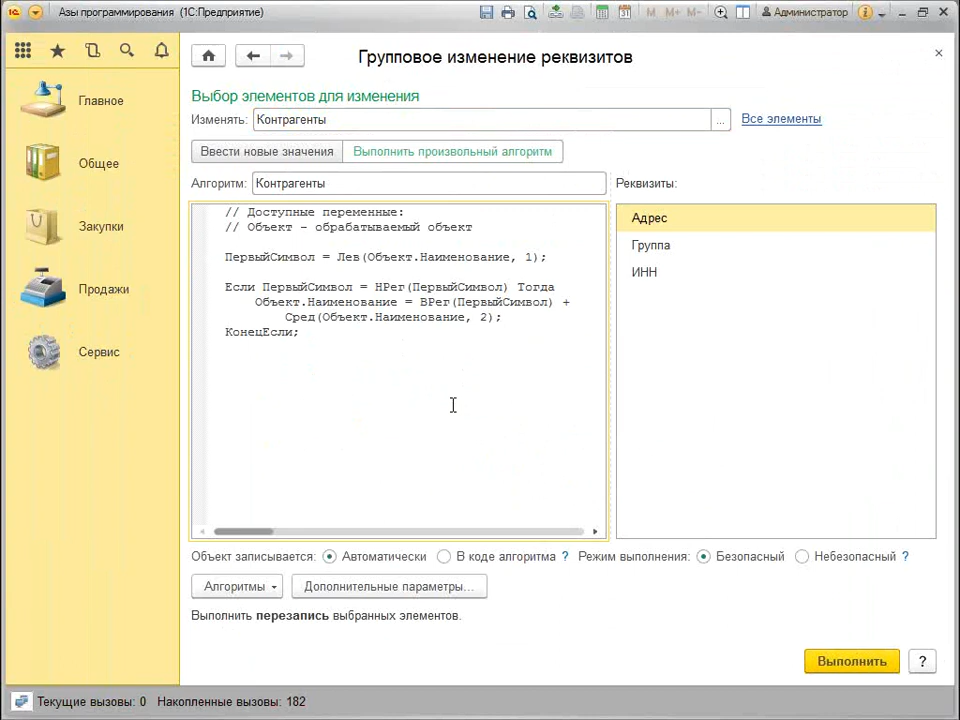 Азы программирования (1С:Предприятие)
M M+ M-
Администратор
Главное
Общее
Закупки
Продажи
Сервис
Групповое изменение реквизитов
Выбор элементов для изменения
Изменять: Контрагенты ... Все элементы
Ввести новые значения Выполнить произвольный алгоритм
Алгоритм: Контрагенты Реквизиты:
// Доступные переменные:
// Объект - обрабатываемый объект
ПервыйСимвол = Лев(Объект.Наименование, 1);
Если ПервыйСимвол = НРег(ПервыйСимвол) Тогда
Объект.Наименование = ВРег(ПервыйСимвол) +
Сред(Объект.Наименование, 2);
КонецЕсли;
Адрес
Группа
ИНН
Объект записывается: Автоматически В коде алгоритма ? Режим выполнения: Безопасный Небезопасный ?
Алгоритмы Дополнительные параметры...
Выполнить перезапись выбранных элементов.
Выполнить ?
Текущие вызовы: 0 Накопленные вызовы: 182